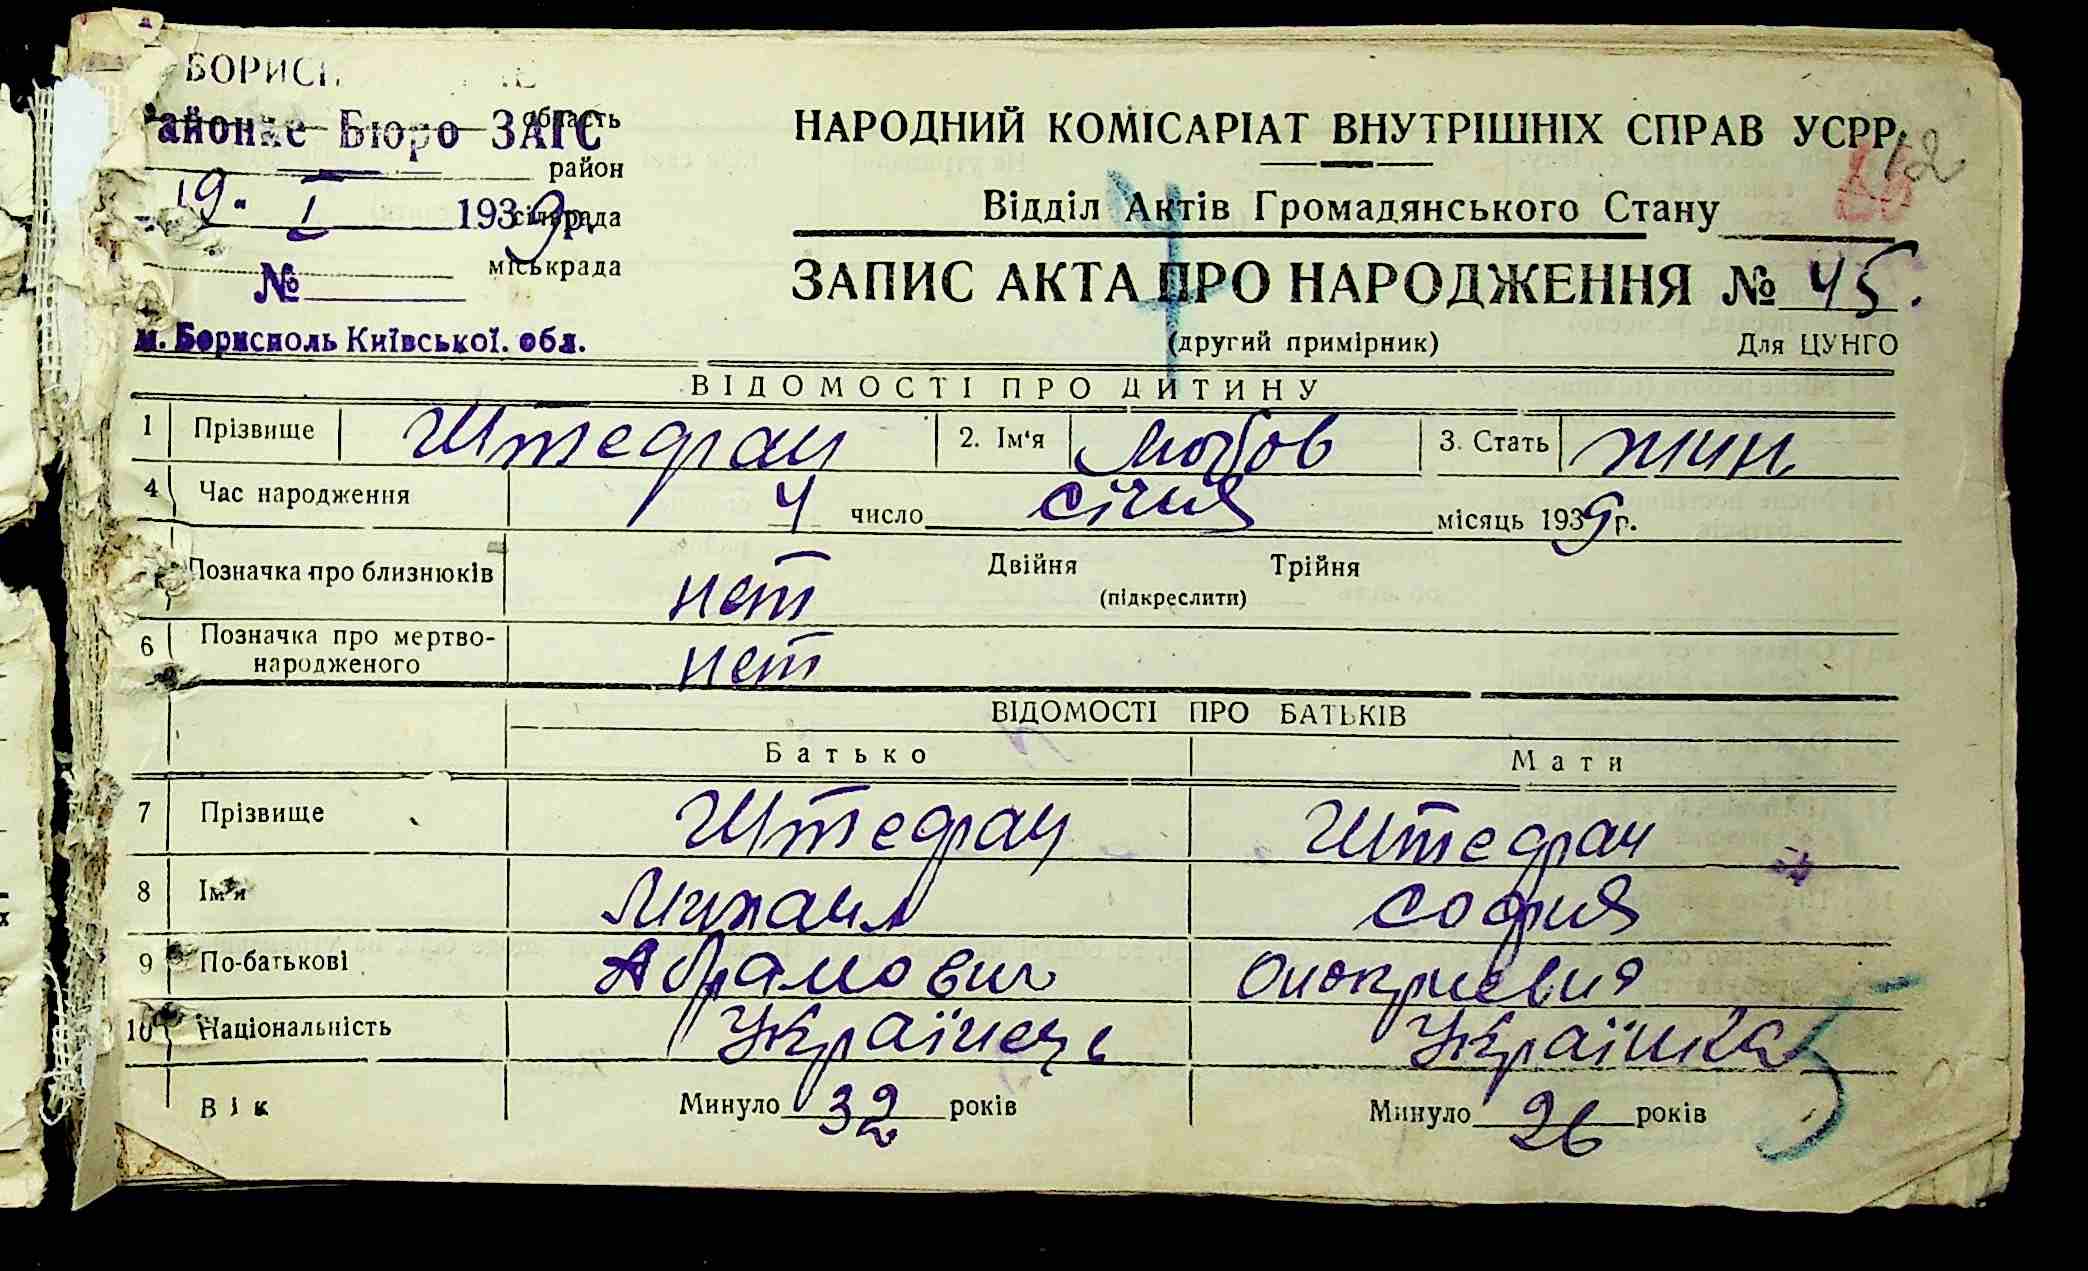 БОРИСП
Районне Бюро ЗАГС область
район
19. I 1939р. сільрада
№ міськрада
м. Бориспіль Київської. обл.
НАРОДНИЙ КОМІСАРІАТ ВНУТРІШНІХ СПРАВ УСРР
Відділ Актів Громадянського Стану
ЗАПИС АКТА ПРО НАРОДЖЕННЯ № 45.
(другий примірник) Для ЦУНГО
ВІДОМОСТІ ПРО ДИТИНУ
1 Прізвище Штефан 2. Ім'я Любов 3. Стать жин.
4 Час народження 4 число січня місяць 1939 р.
Позначка про близнюків нет Двійня Трійня
(підкреслити)
6 Позначка про мертво-
народженого нет
ВІДОМОСТІ ПРО БАТЬКІВ
Батько Мати
7 Прізвище Штефан Штефан
8 Ім'я Михаил София
9 По-батькові Абрамович
10 Національність Українець Українка
Вік Минуло 32 років Минуло 26 років
5